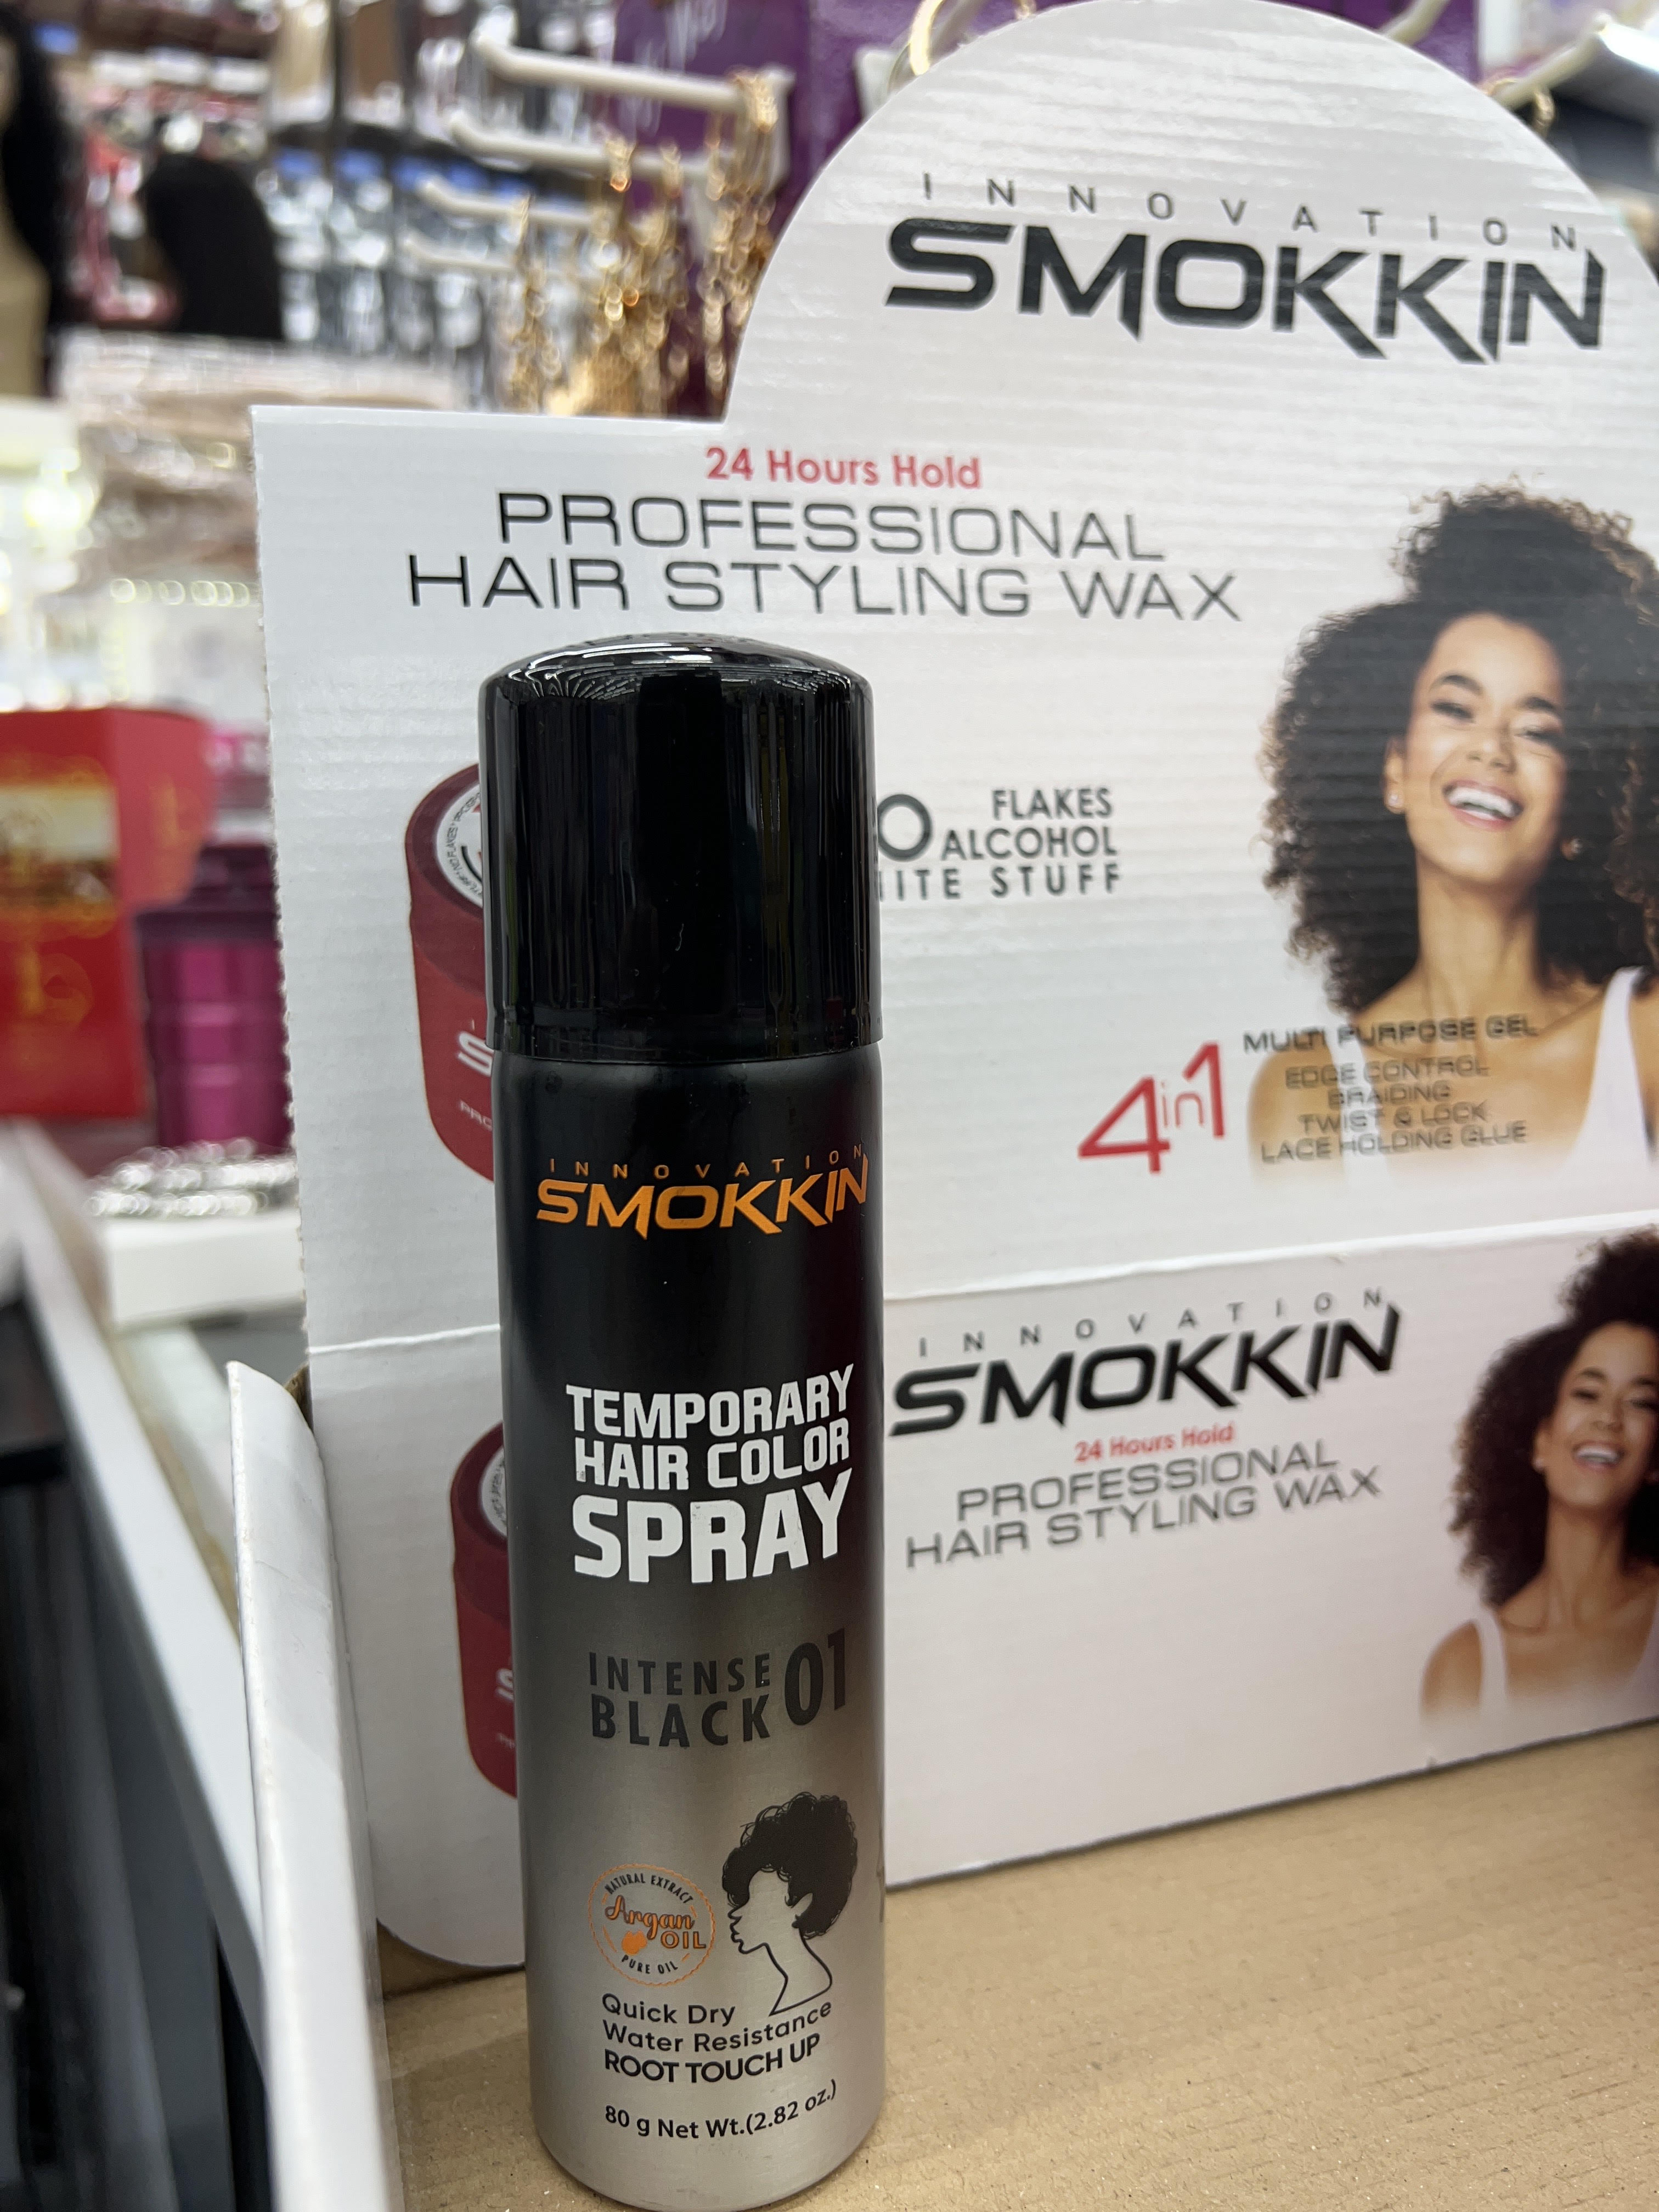 INNOVATION
SMOKKIN
24 Hours Hold
PROFESSIONAL
HAIR STYLING WAX
FLAKES
ALCOHOL
STUFF
4in1
MULTI PURPOSE GEL
EDGE CONTROL
BRAIDING
TWIST & LOCK
LACE HOLDING GLUE
INNOVATION
SMOKKIN
24 Hours Hold
PROFESSIONAL
HAIR STYLING WAX
INNOVATION
SMOKKIN
TEMPORARY
HAIR COLOR
SPRAY
INTENSE
BLACK 01
NATURAL EXTRACT
Argan
OIL
PURE OIL
Quick Dry
Water Resistance
ROOT TOUCH UP
80 g Net Wt.(2.82 oz.)